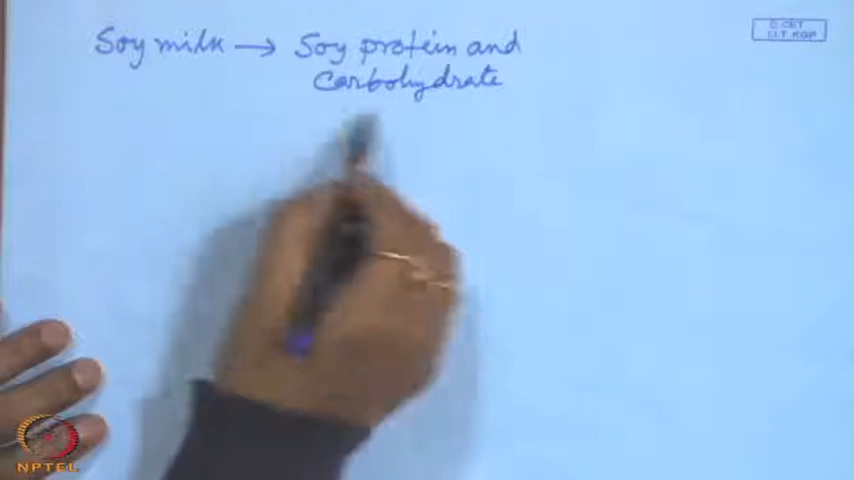 Soy milk → Soy protein and
Carbohydrate
© CET
I.I.T. KGP
NPTEL